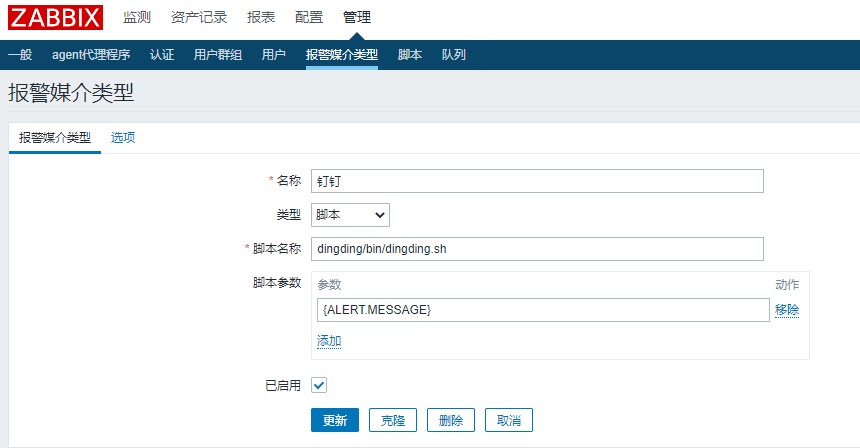 ZABBIX 监测 资产记录 报表 配置 管理
一般 agent代理程序 认证 用户群组 用户 报警媒介类型 脚本 队列
报警媒介类型
报警媒介类型 选项
* 名称 钉钉
类型 脚本
* 脚本名称 dingding/bin/dingding.sh
脚本参数 参数 动作
{ALERT.MESSAGE} 移除
添加
已启用
更新 克隆 删除 取消